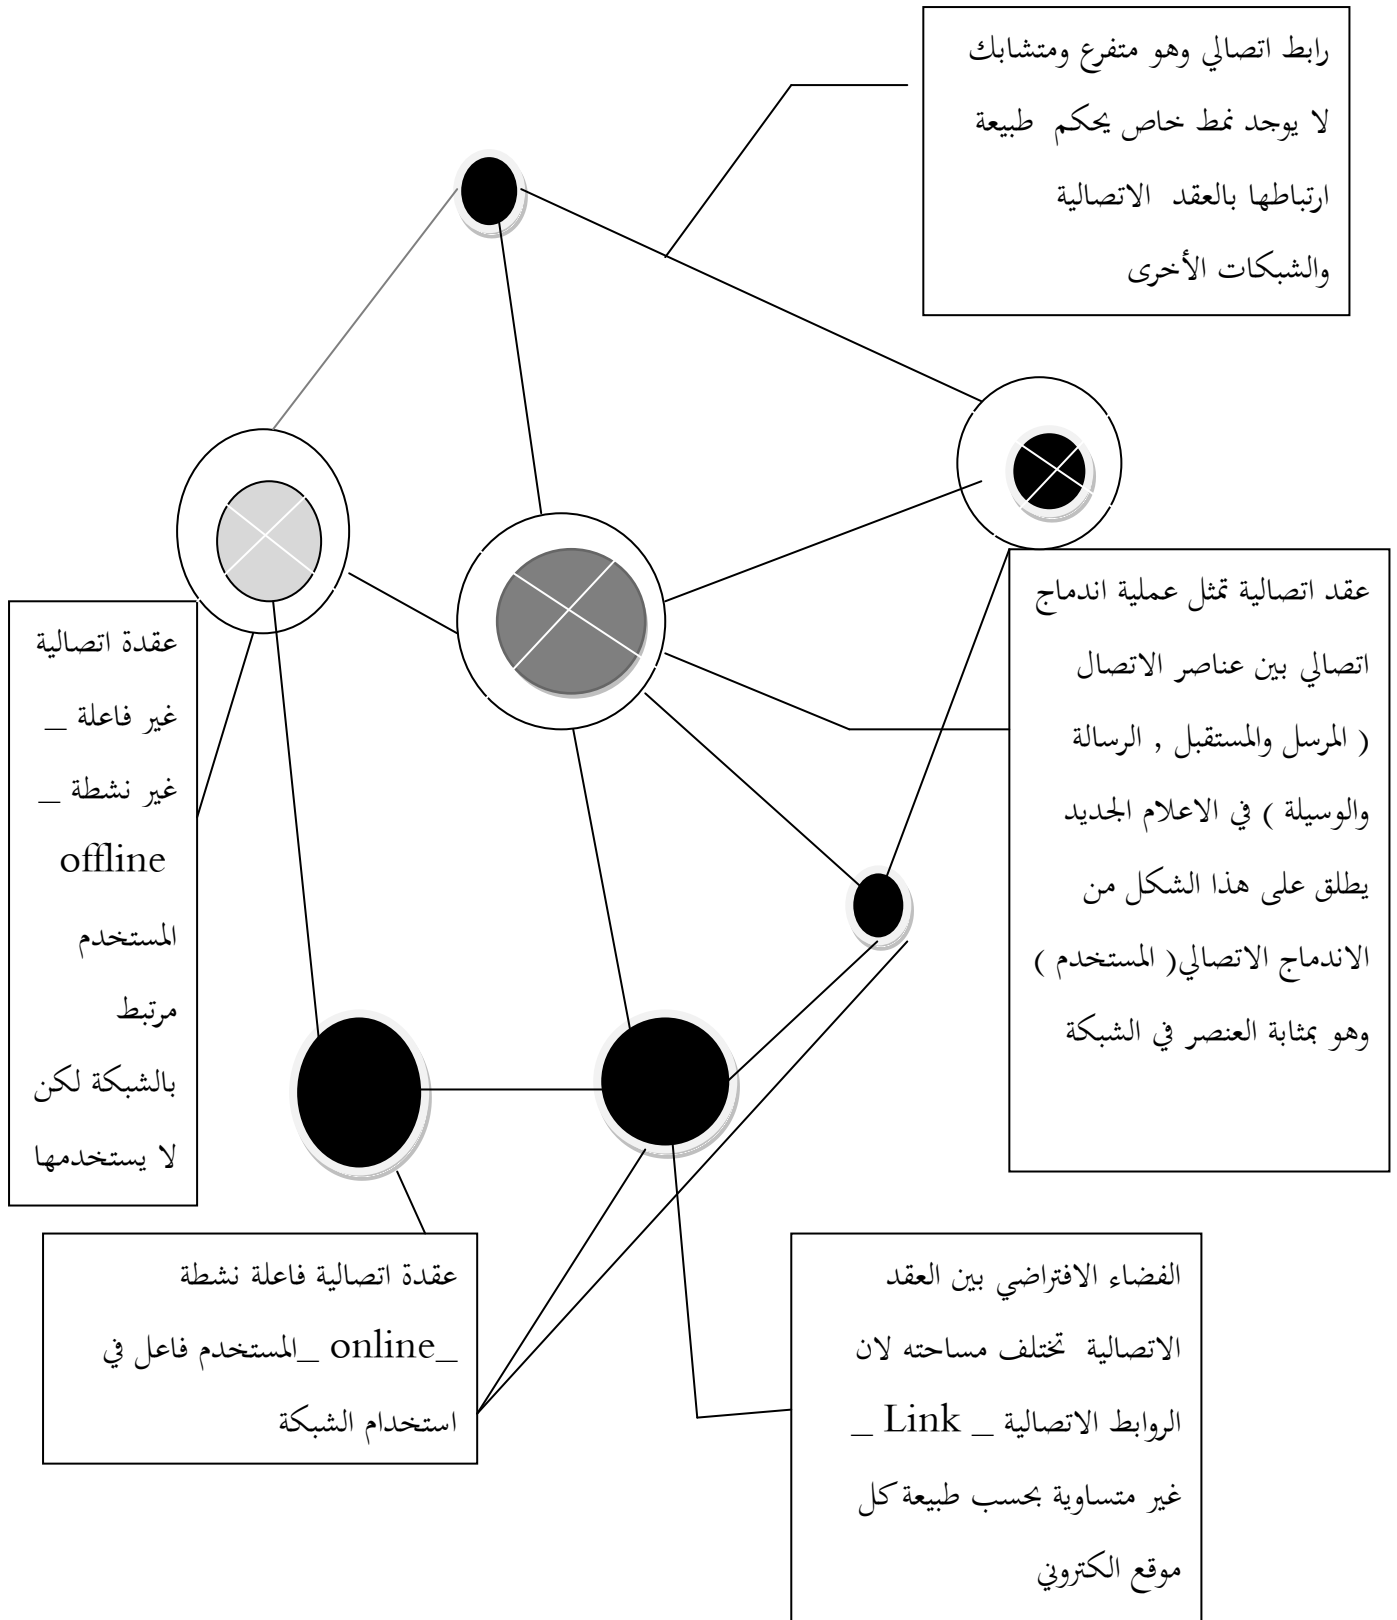 رابط اتصالي وهو متفرع ومتشابك
لا يوجد نمط خاص يحكم طبيعة
ارتباطها بالعقد الاتصالية
والشبكات الأخرى
عقد اتصالية تمثل عملية اندماج
اتصالي بين عناصر الاتصال
( المرسل والمستقبل , الرسالة
والوسيلة ) في الاعلام الجديد
يطلق على هذا الشكل من
الاندماج الاتصالي( المستخدم )
وهو بمثابة العنصر في الشبكة
عقدة اتصالية
غير فاعلة _
غير نشطة _
offline
المستخدم
مرتبط
بالشبكة لكن
لا يستخدمها
عقدة اتصالية فاعلة نشطة
_online _المستخدم فاعل في
استخدام الشبكة
الفضاء الافتراضي بين العقد
الاتصالية تختلف مساحته لان
الروابط الاتصالية _ Link _
غير متساوية بحسب طبيعة كل
موقع الكتروني